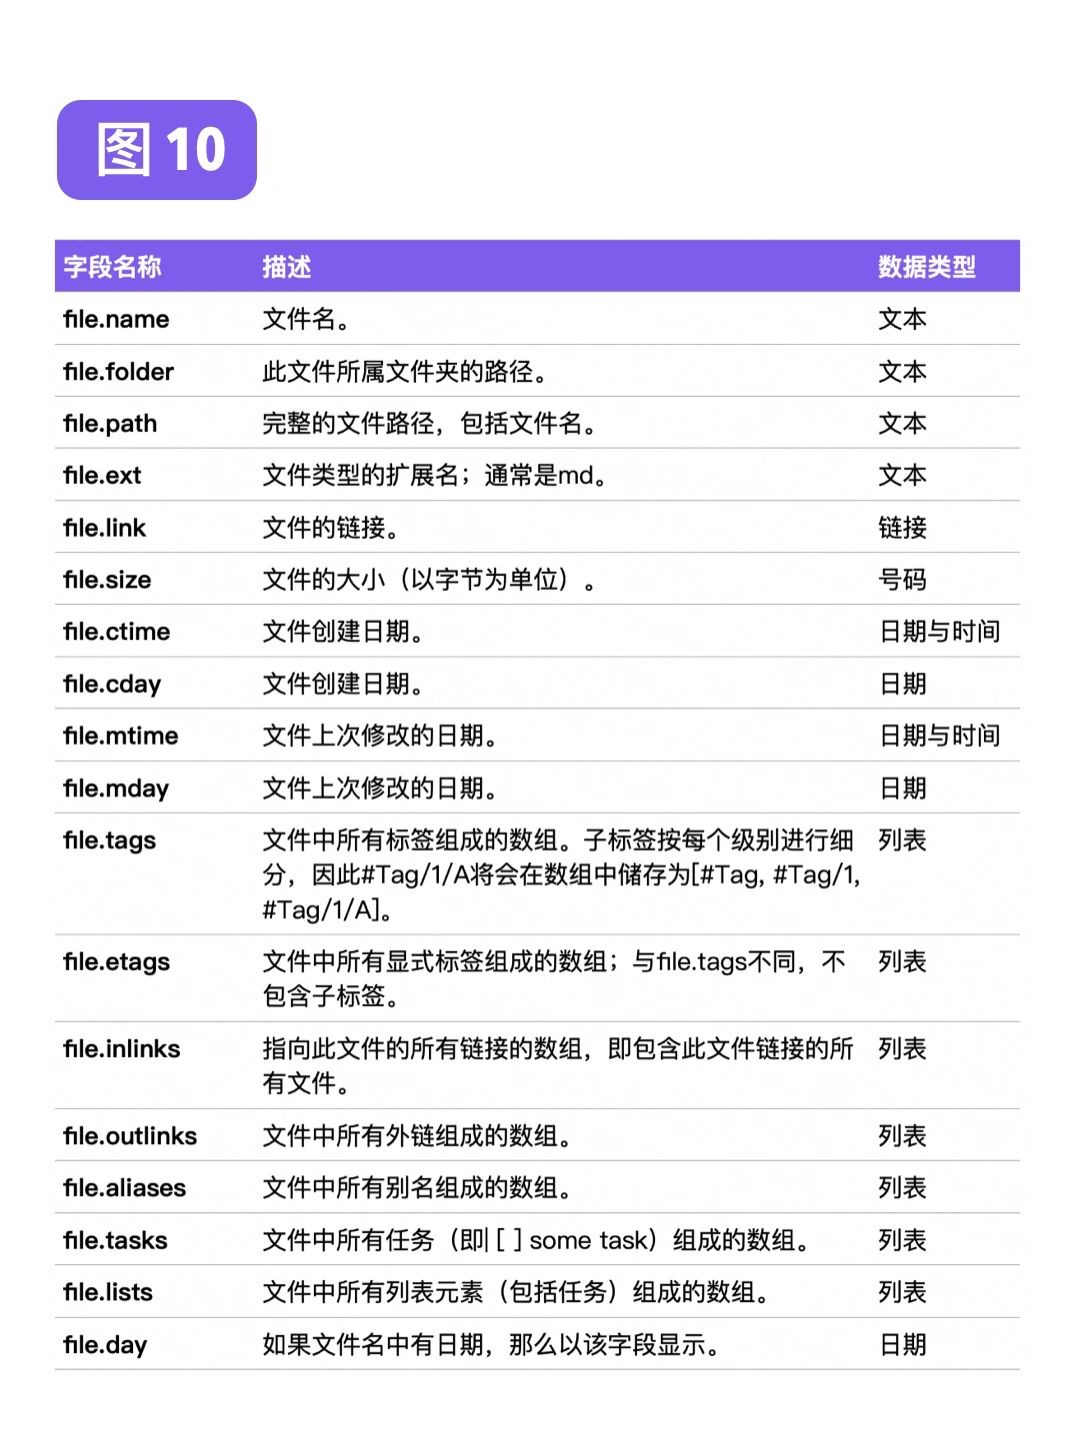 图 10
字段名称 描述 数据类型
file.name 文件名。 文本
file.folder 此文件所属文件夹的路径。 文本
file.path 完整的文件路径，包括文件名。 文本
file.ext 文件类型的扩展名；通常是md。 文本
file.link 文件的链接。 链接
file.size 文件的大小（以字节为单位）。 号码
file.ctime 文件创建日期。 日期与时间
file.cday 文件创建日期。 日期
file.mtime 文件上次修改的日期。 日期与时间
file.mday 文件上次修改的日期。 日期
file.tags 文件中所有标签组成的数组。子标签按每个级别进行细 列表
分，因此#Tag/1/A将会在数组中储存为[#Tag, #Tag/1,
#Tag/1/A]。
file.etags 文件中所有显式标签组成的数组；与file.tags不同，不 列表
包含子标签。
file.inlinks 指向此文件的所有链接的数组，即包含此文件链接的所 列表
有文件。
file.outlinks 文件中所有外链组成的数组。 列表
file.aliases 文件中所有别名组成的数组。 列表
file.tasks 文件中所有任务（即| [ ] some task）组成的数组。 列表
file.lists 文件中所有列表元素（包括任务）组成的数组。 列表
file.day 如果文件名中有日期，那么以该字段显示。 日期